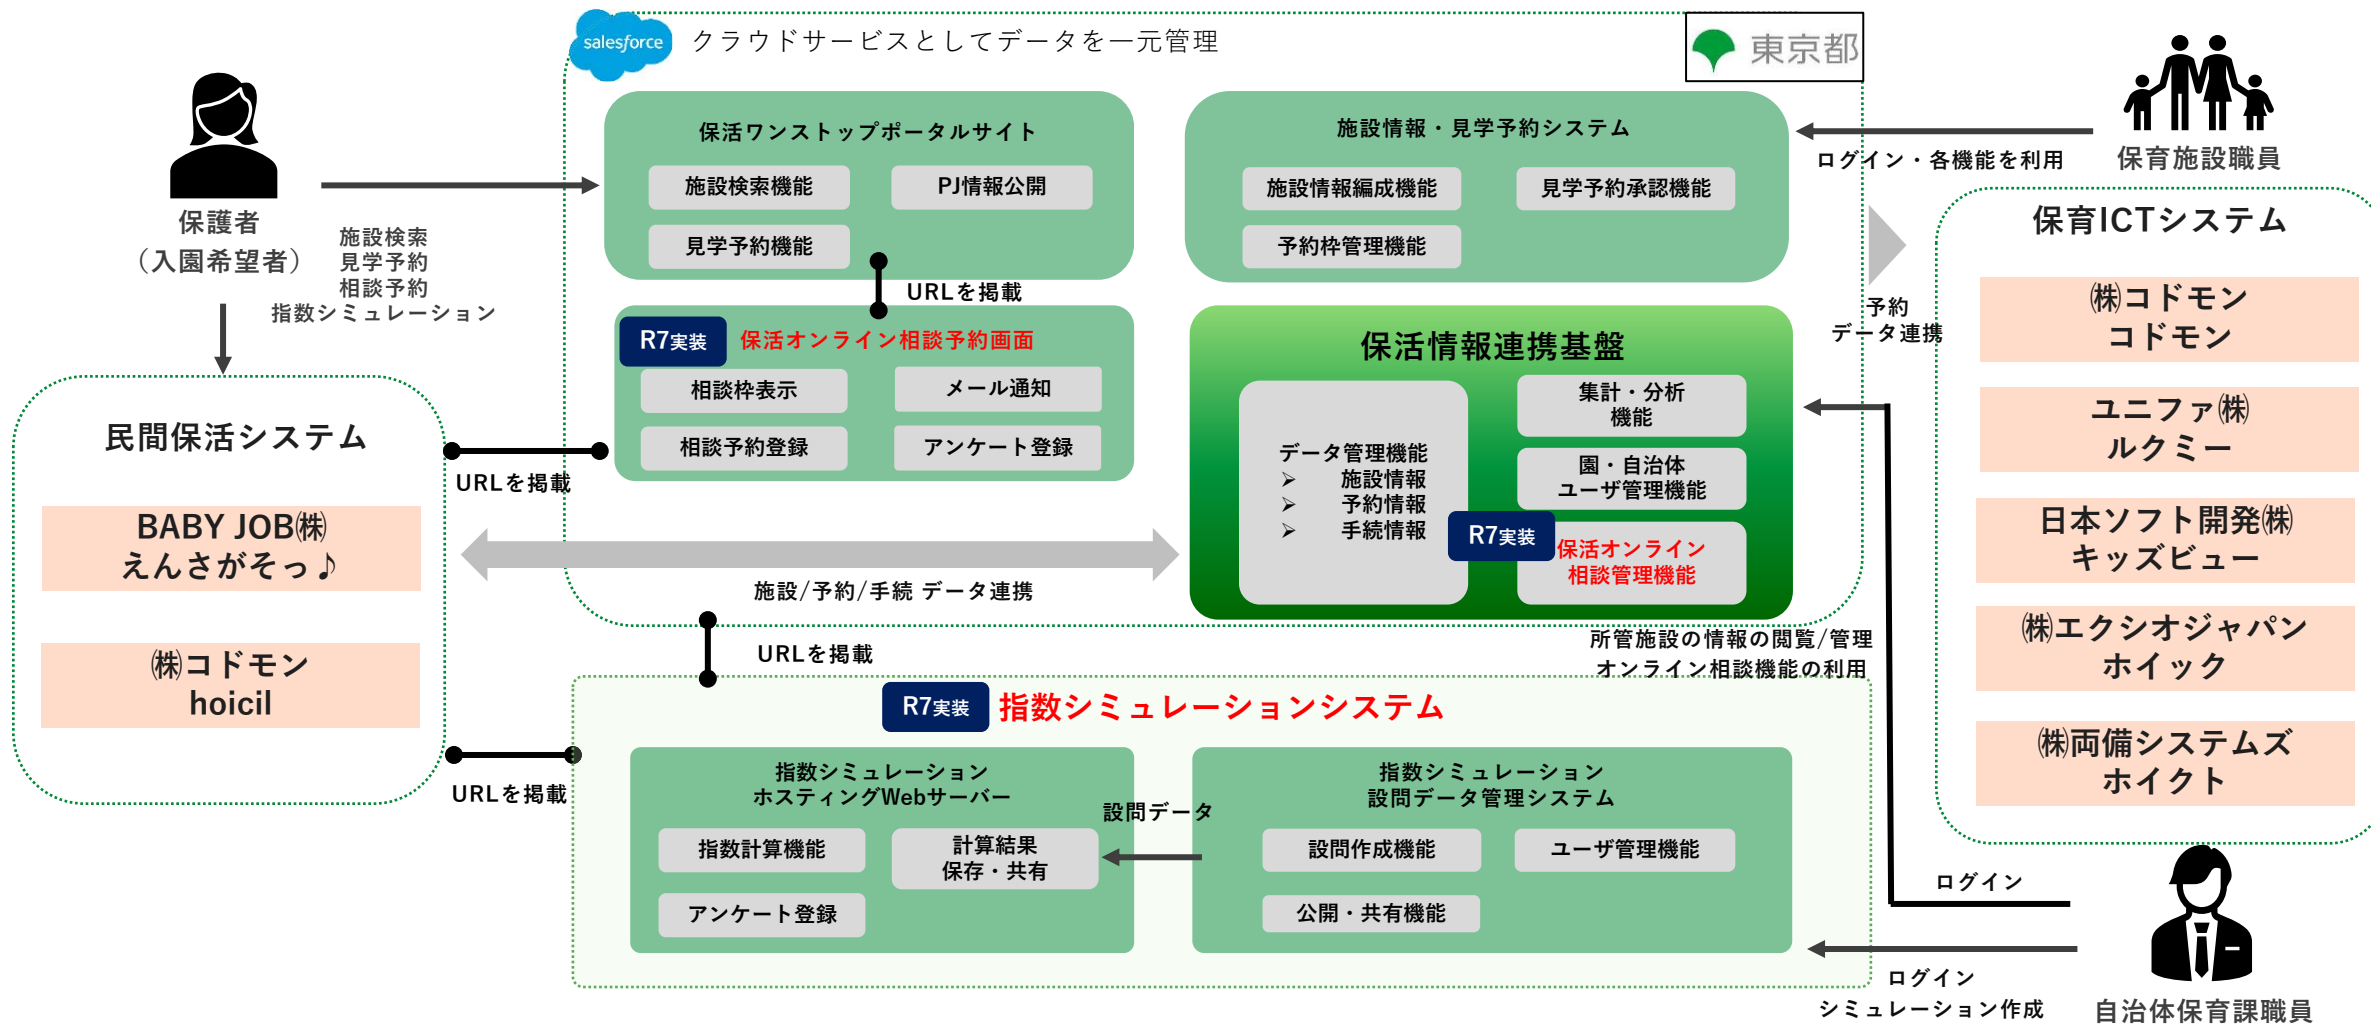 salesforce
クラウドサービスとしてデータを一元管理
東京都
保護者
（入園希望者）
施設検索
見学予約
相談予約
指数シミュレーション
保活ワンストップポータルサイト
施設検索機能
PJ情報公開
見学予約機能
施設情報・見学予約システム
施設情報編成機能
見学予約承認機能
予約枠管理機能
ログイン・各機能を利用
保育施設職員
URLを掲載
R7実装
保活オンライン相談予約画面
相談枠表示
メール通知
相談予約登録
アンケート登録
保活情報連携基盤
データ管理機能
➢ 施設情報
➢ 予約情報
➢ 手続情報
集計・分析
機能
園・自治体
ユーザ管理機能
R7実装
保活オンライン
相談管理機能
予約
データ連携
保育ICTシステム
㈱コドモン
コドモン
ユニファ㈱
ルクミー
日本ソフト開発㈱
キッズビュー
㈱エクシオジャパン
ホイック
㈱両備システムズ
ホイクト
民間保活システム
BABY JOB㈱
えんさがそっ♪
㈱コドモン
hoicil
URLを掲載
施設/予約/手続 データ連携
URLを掲載
所管施設の情報の閲覧/管理
オンライン相談機能の利用
URLを掲載
R7実装
指数シミュレーションシステム
指数シミュレーション
ホスティングWebサーバー
指数計算機能
計算結果
保存・共有
アンケート登録
設問データ
指数シミュレーション
設問データ管理システム
設問作成機能
ユーザ管理機能
公開・共有機能
ログイン
ログイン
シミュレーション作成
自治体保育課職員